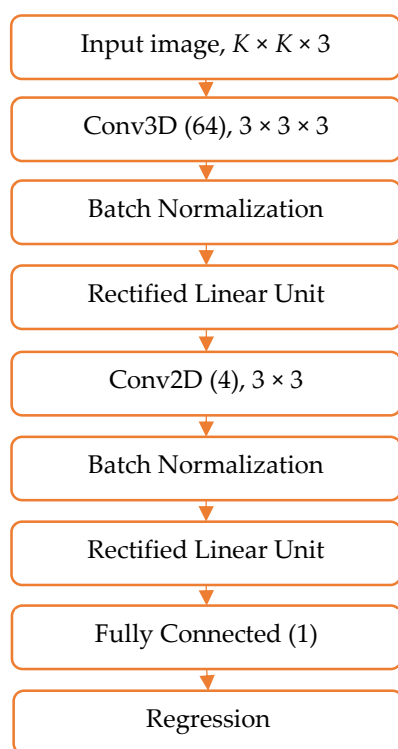 Input image, K × K × 3
Conv3D (64), 3 × 3 × 3
Batch Normalization
Rectified Linear Unit
Conv2D (4), 3 × 3
Batch Normalization
Rectified Linear Unit
Fully Connected (1)
Regression